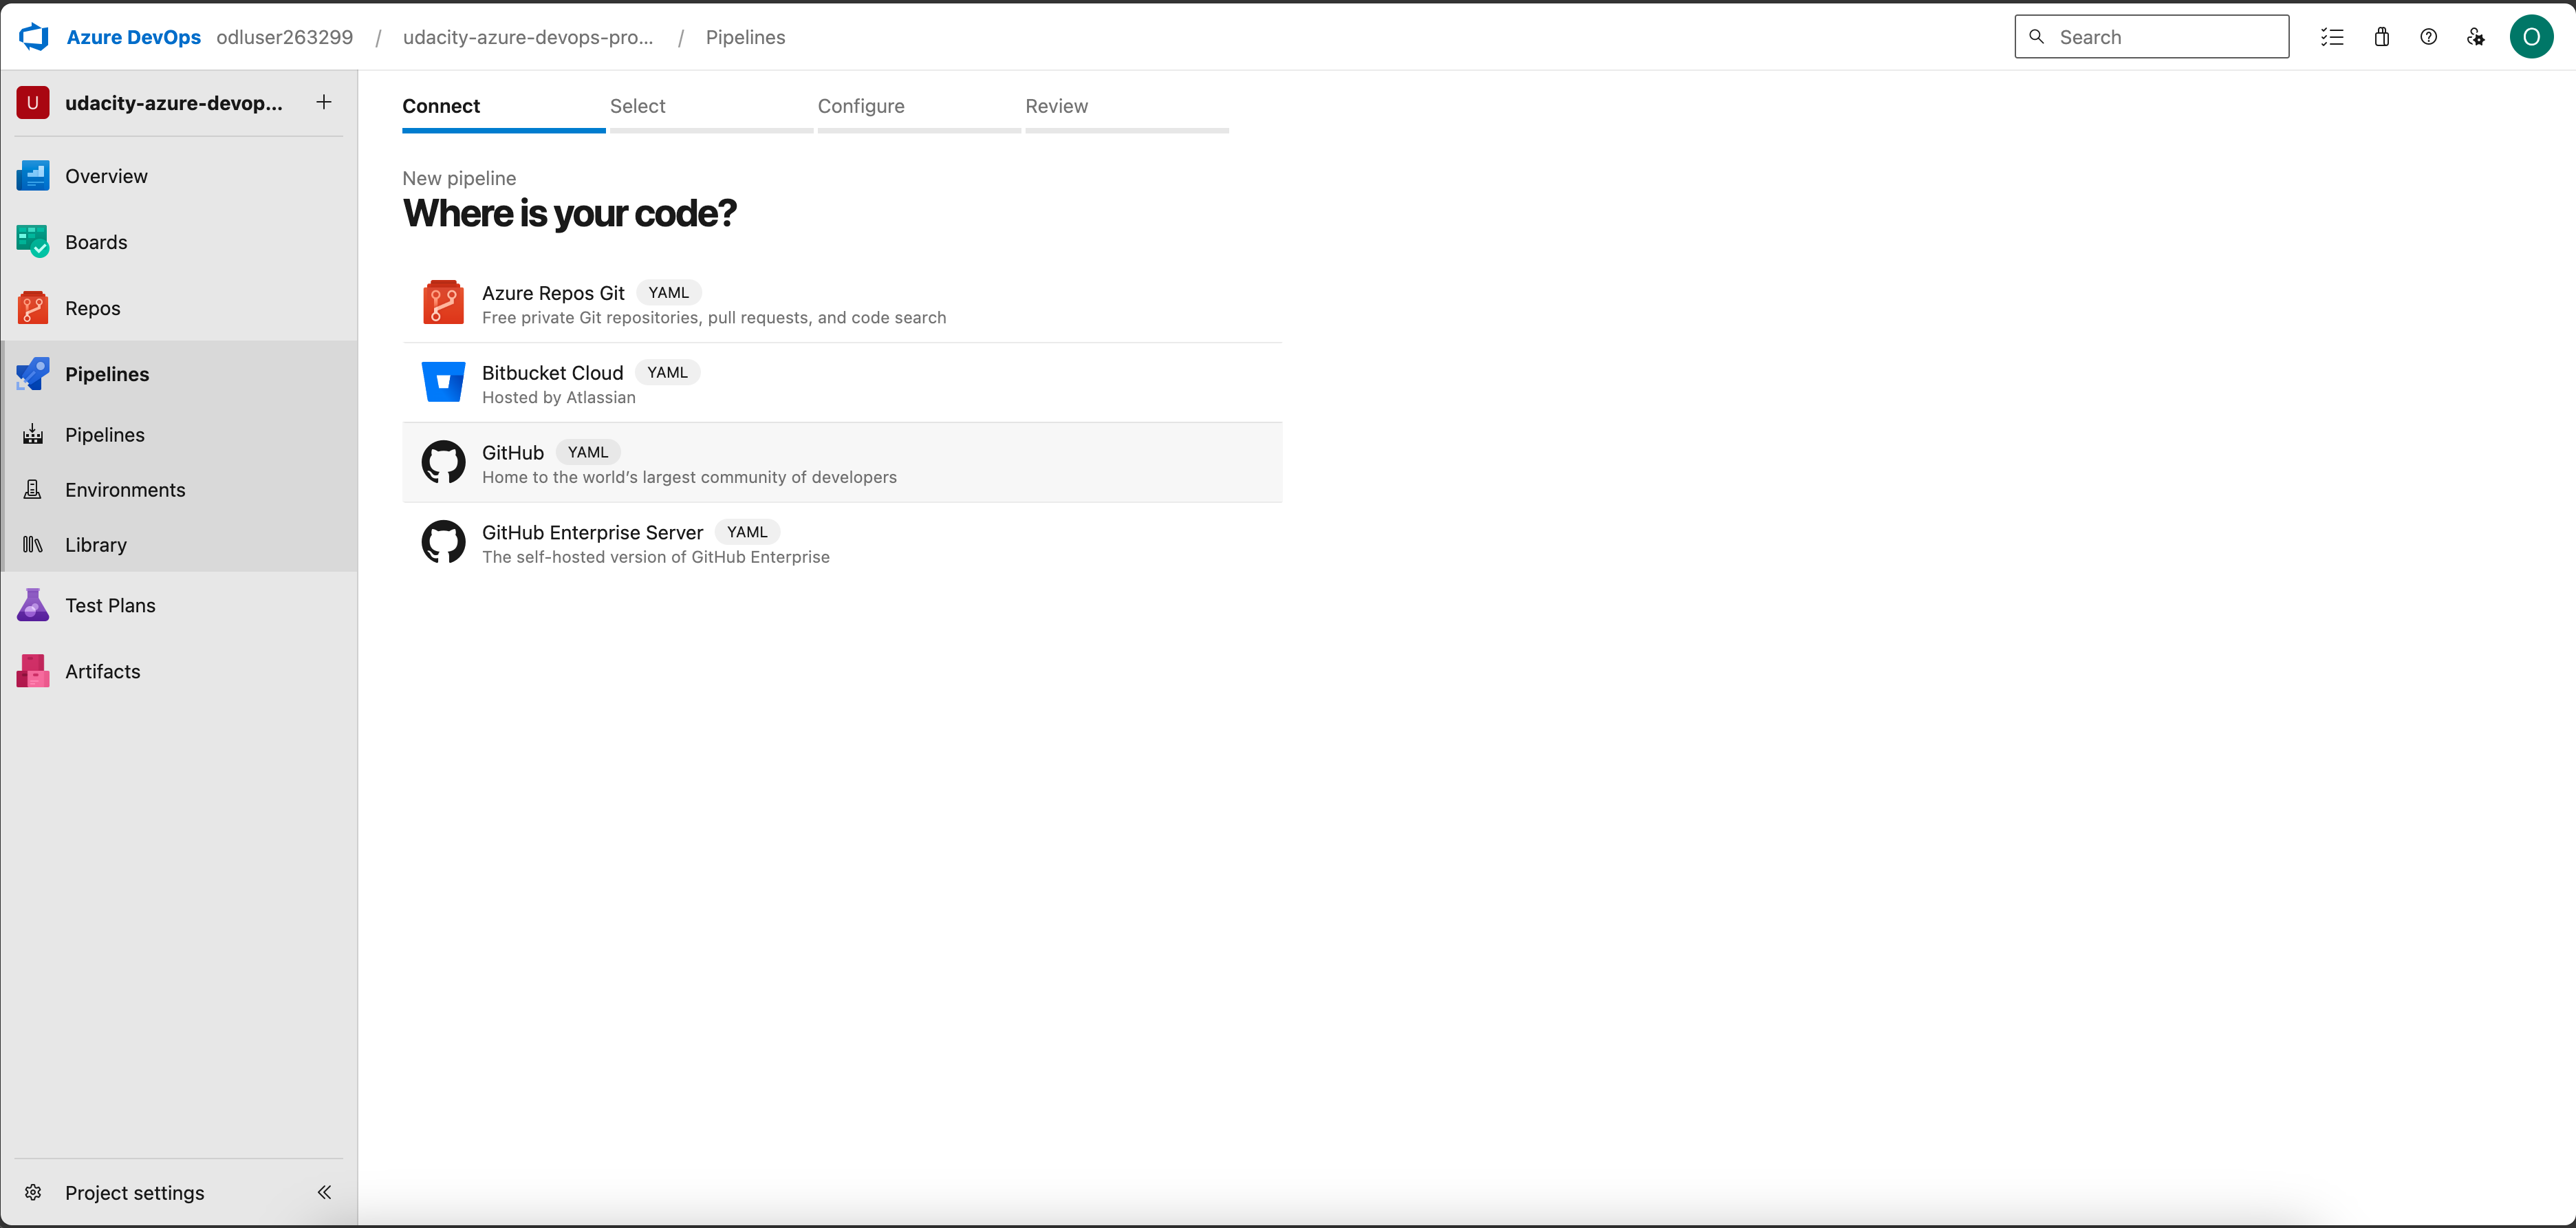 Azure DevOps odluser263299 / udacity-azure-devops-pro... / Pipelines
Search
O
U udacity-azure-devop... +
Overview
Boards
Repos
Pipelines
Pipelines
Environments
Library
Test Plans
Artifacts
Project settings
Connect Select Configure Review
New pipeline
Where is your code?
Azure Repos Git YAML
Free private Git repositories, pull requests, and code search
Bitbucket Cloud YAML
Hosted by Atlassian
GitHub YAML
Home to the world’s largest community of developers
GitHub Enterprise Server YAML
The self-hosted version of GitHub Enterprise